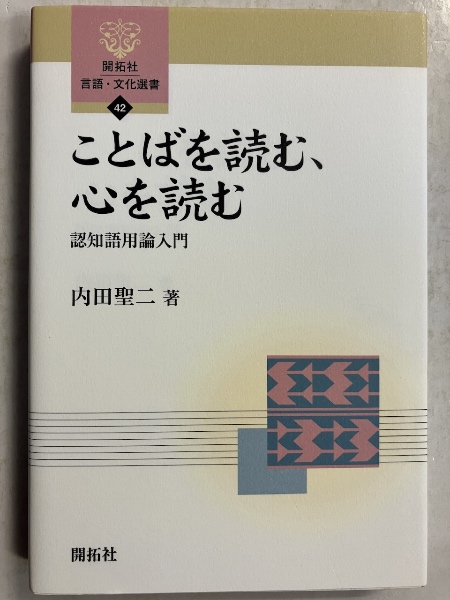 開拓社
言語・文化選書
42
ことばを読む、
心を読む
認知語用論入門
内田聖二 著
開拓社